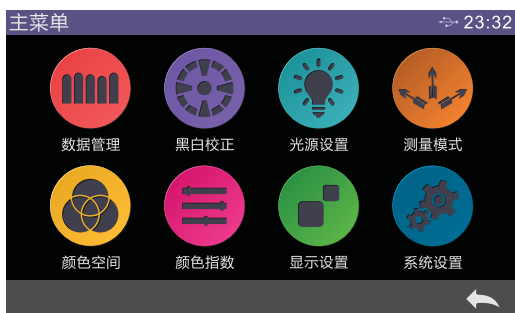 主菜单 23:32
数据管理 黑白校正 光源设置 测量模式
颜色空间 颜色指数 显示设置 系统设置